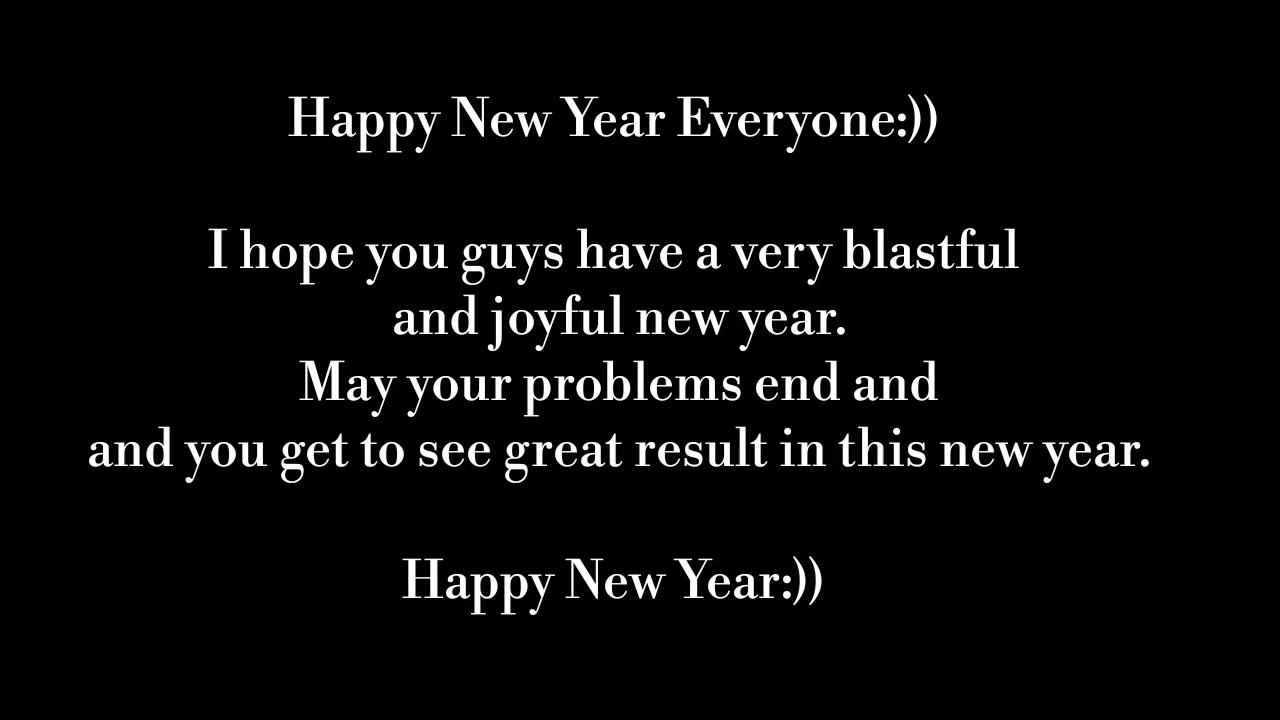 Happy New Year Everyone:))
I hope you guys have a very blastful
and joyful new year.
May your problems end and
and you get to see great result in this new year.
Happy New Year:))